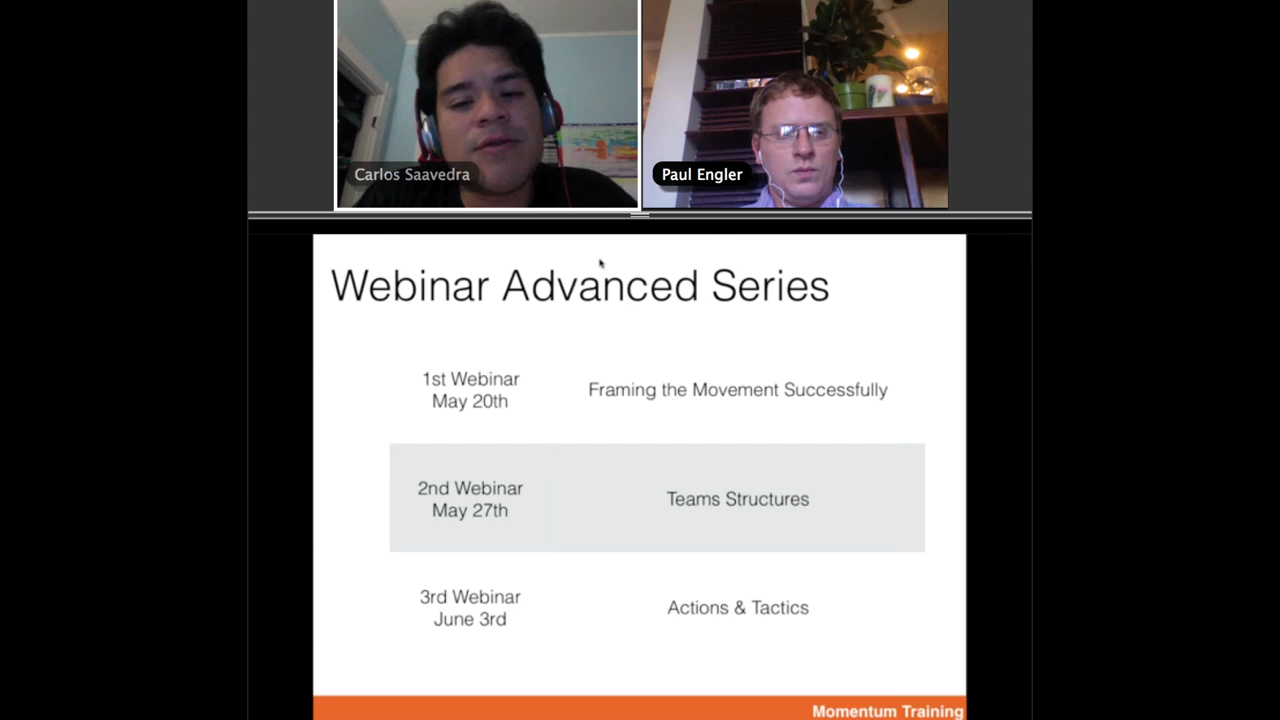 Carlos Saavedra
Paul Engler
Webinar Advanced Series
1st Webinar
May 20th
Framing the Movement Successfully
2nd Webinar
May 27th
Teams Structures
3rd Webinar
June 3rd
Actions & Tactics
Momentum Training